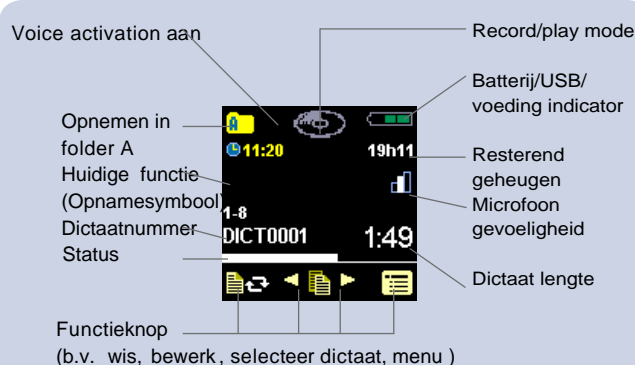 Voice activation aan
Record/play mode
Batterij/USB/
voeding indicator
Opnemen in
folder A
Huidige functie
(Opnamesymbool)
Dictaatnummer
Status
A
11:20
19h11
1-8
DICT0001
1:49
Resterend
geheugen
Microfoon
gevoeligheid
Dictaat lengte
Functieknop
(b.v. wis, bewerk, selecteer dictaat, menu )